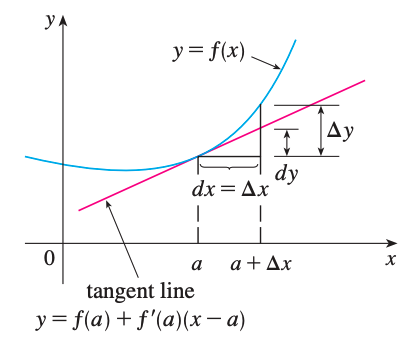 y
y = f(x)
Δy
dy
dx = Δx
0
a
a + Δx
x
tangent line
y = f(a) + f'(a)(x − a)